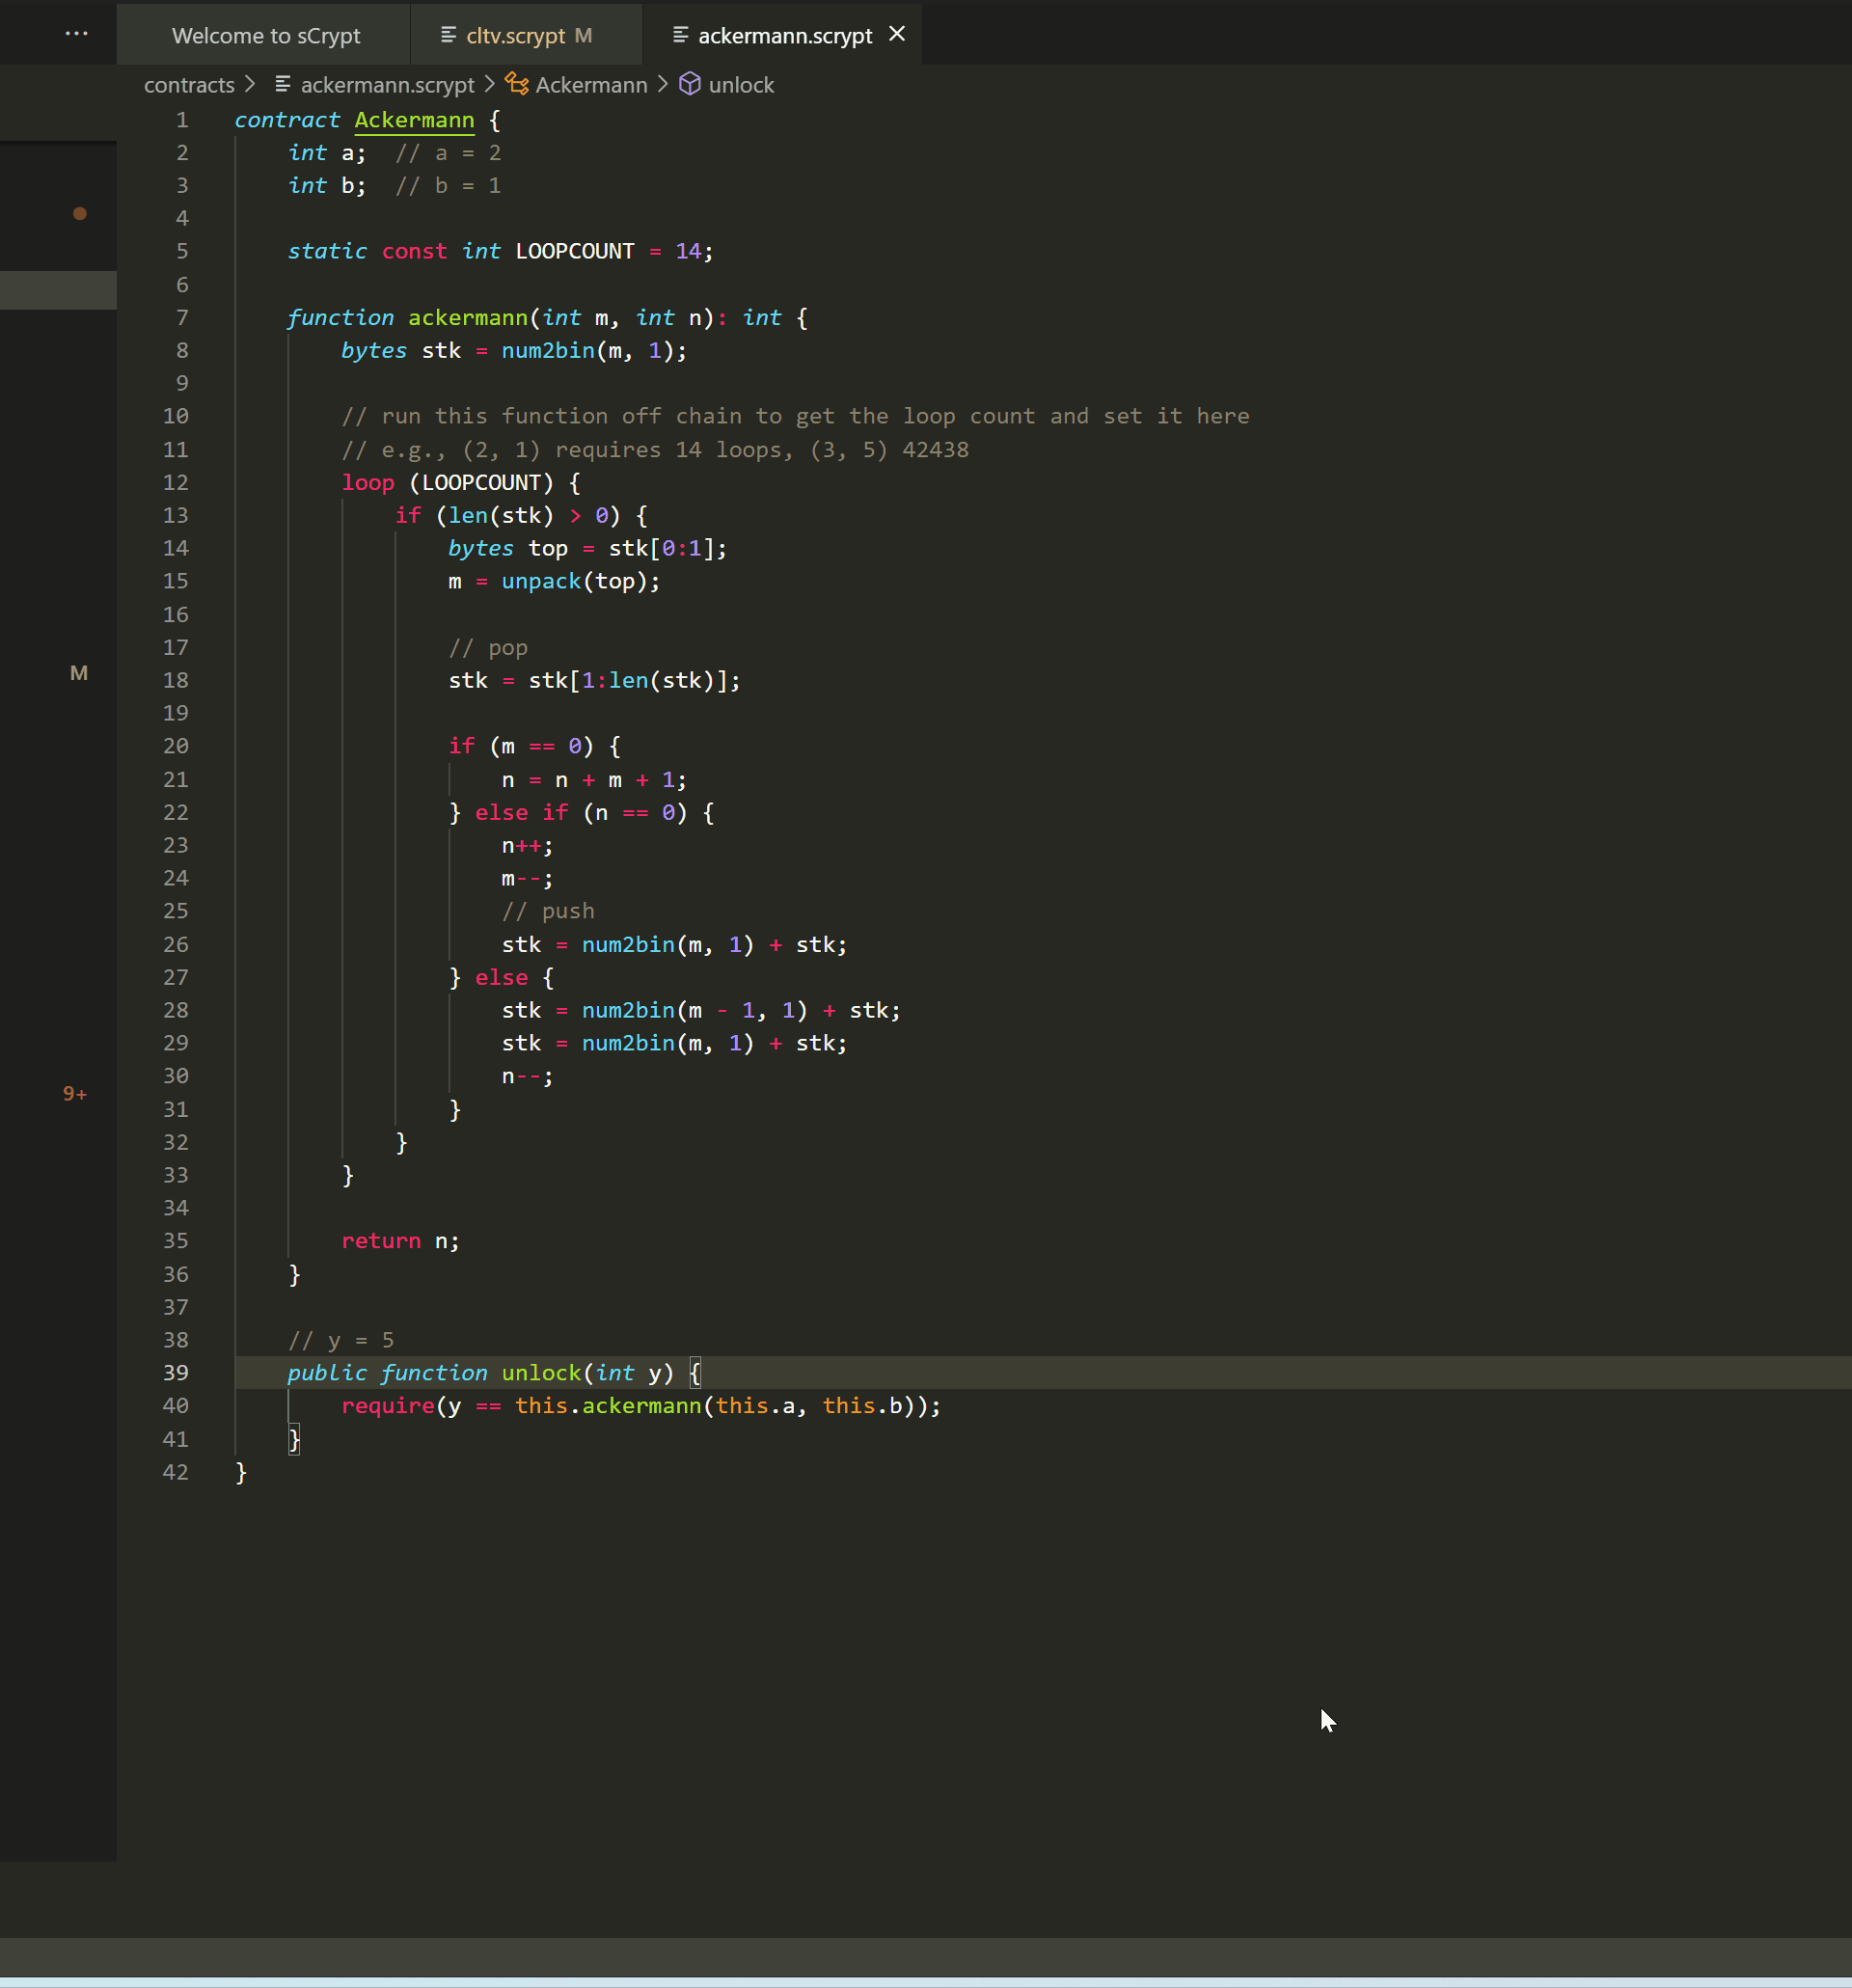 ··· Welcome to sCrypt cltv.scrypt M ackermann.scrypt
contracts > ackermann.scrypt > Ackermann > unlock
1 contract Ackermann {
2     int a;  // a = 2
3     int b;  // b = 1
4
5     static const int LOOPCOUNT = 14;
6
7     function ackermann(int m, int n): int {
8         bytes stk = num2bin(m, 1);
9
10         // run this function off chain to get the loop count and set it here
11         // e.g., (2, 1) requires 14 loops, (3, 5) 42438
12         loop (LOOPCOUNT) {
13             if (len(stk) > 0) {
14                 bytes top = stk[0:1];
15                 m = unpack(top);
16
17                 // pop
M
18                 stk = stk[1:len(stk)];
19
20                 if (m == 0) {
21                     n = n + m + 1;
22                 } else if (n == 0) {
23                     n++;
24                     m--;
25                     // push
26                     stk = num2bin(m, 1) + stk;
27                 } else {
28                     stk = num2bin(m - 1, 1) + stk;
29                     stk = num2bin(m, 1) + stk;
30                     n--;
9+
31                 }
32             }
33         }
34
35         return n;
36     }
37
38     // y = 5
39     public function unlock(int y) {
40         require(y == this.ackermann(this.a, this.b));
41     }
42 }